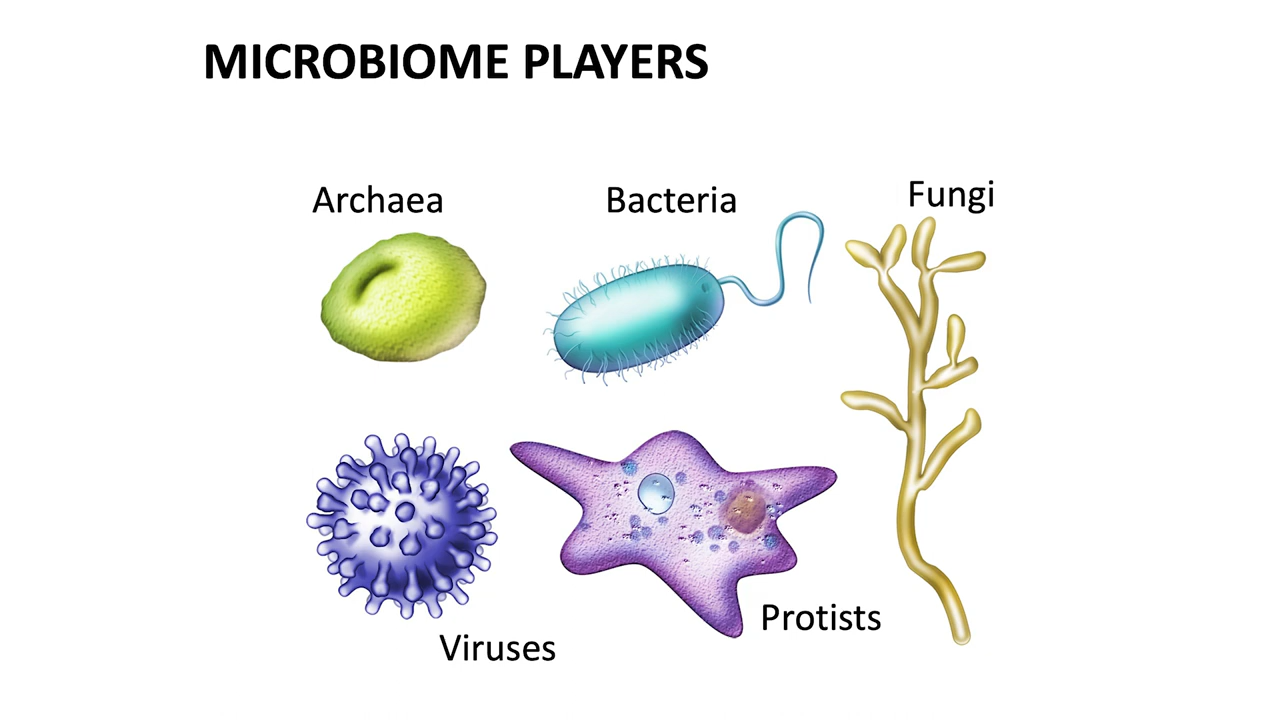 MICROBIOME PLAYERS
Archaea
Bacteria
Fungi
Viruses
Protists